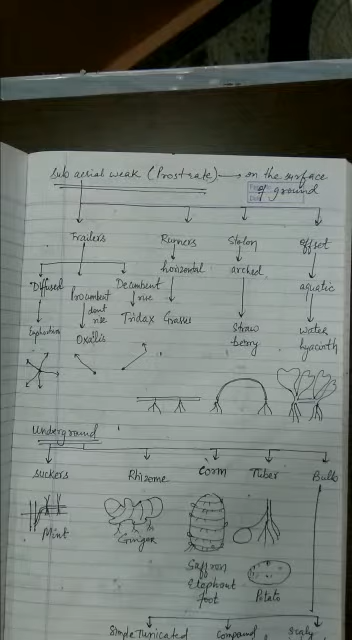 Sub aerial weak (Prostrate) → on the surface
of ground
Trailers Runners Stolon offset
Diffused Procumbent Decumbent horizontal arched aquatic
dont rise rise
Euphorbia Oxalis Tridax Grasses Straw berry water hyacinth
Underground
suckers Rhizome Corm Tuber Bulb
Mint Ginger
Saffron
elephant
foot
Potato
Simple Tunicated Compound Scaly